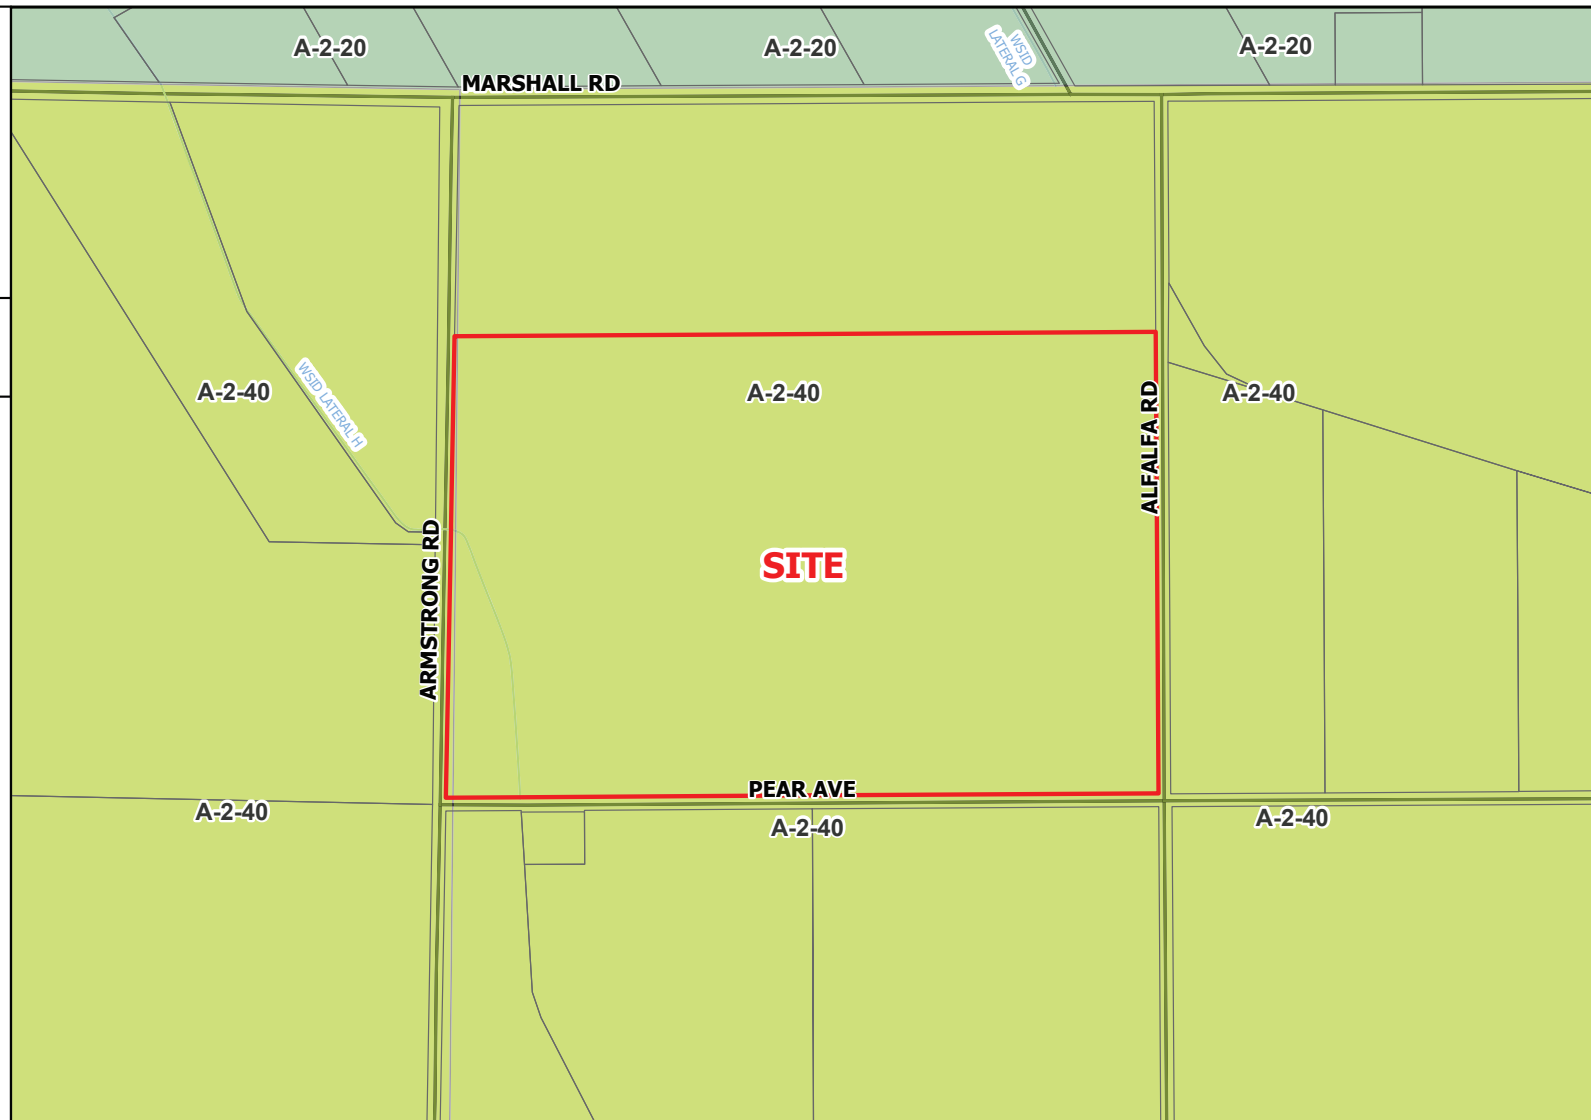 A-2-20
A-2-20
WSID
LATERAL G
A-2-20
MARSHALL RD
A-2-40
WSID LATERAL H
A-2-40
ALFALFA RD
A-2-40
ARMSTRONG RD
SITE
PEAR AVE
A-2-40
A-2-40
A-2-40